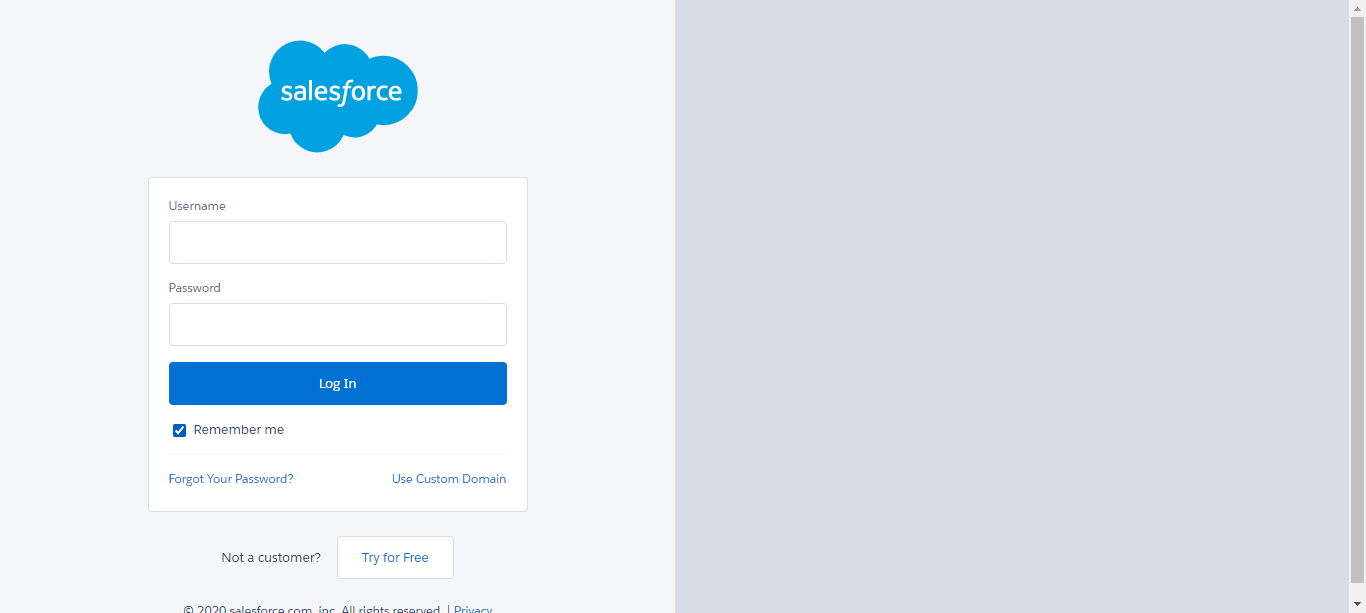 salesforce
Username
Password
Log In
Remember me
Forgot Your Password? Use Custom Domain
Not a customer? Try for Free
© 2020 salesforce.com, inc. All rights reserved. | Privacy